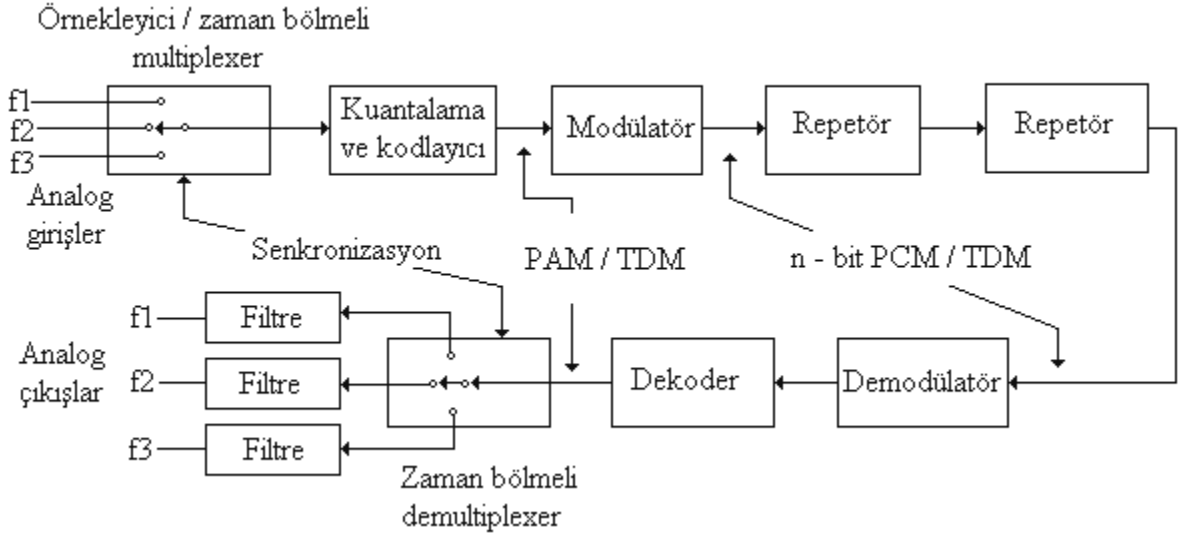 Örnekleyici / zaman bölmeli
multiplexer
f1
f2
f3
Kuantalama
ve kodlayıcı
Modülatör
Repetör
Repetör
Analog
girişler
Senkronizasyon
PAM / TDM
n - bit PCM / TDM
f1
Filtre
Analog
çıkışlar
f2
Filtre
Dekoder
Demodülatör
f3
Filtre
Zaman bölmeli
demultiplexer